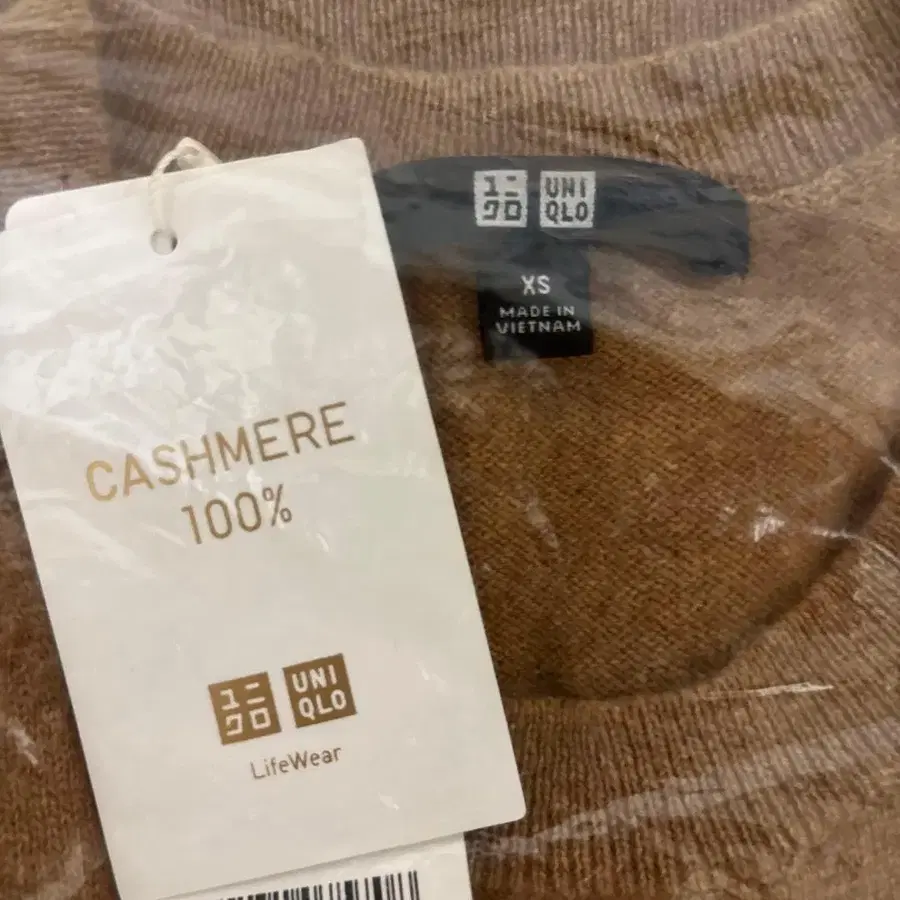 ユニ
クロ
UNI
QLO
XS
MADE IN
VIETNAM
CASHMERE
100%
ユニ
クロ
UNI
QLO
LifeWear